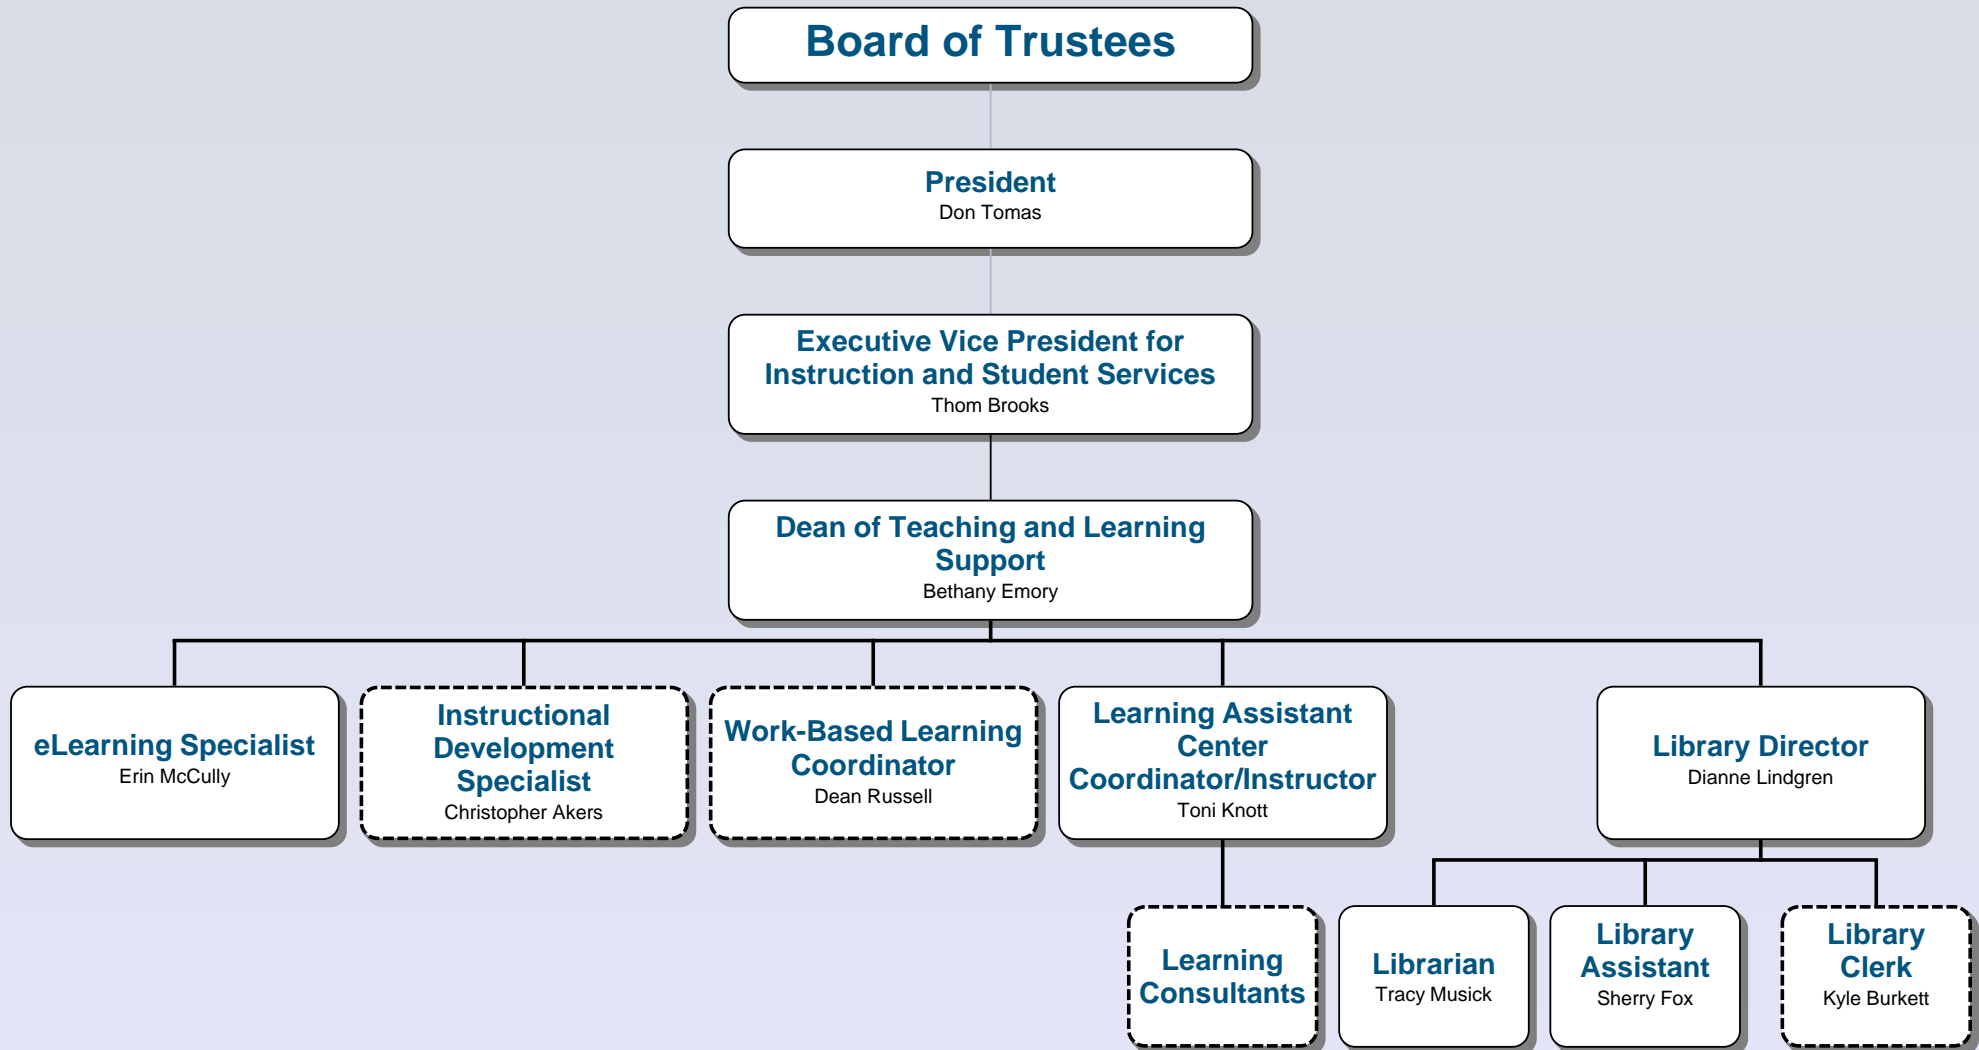 Board of Trustees
President
Don Tomas
Executive Vice President for
Instruction and Student Services
Thom Brooks
Dean of Teaching and Learning
Support
Bethany Emory
eLearning Specialist
Erin McCully
Instructional
Development
Specialist
Christopher Akers
Work-Based Learning
Coordinator
Dean Russell
Learning Assistant
Center
Coordinator/Instructor
Toni Knott
Library Director
Dianne Lindgren
Learning
Consultants
Librarian
Tracy Musick
Library
Assistant
Sherry Fox
Library
Clerk
Kyle Burkett